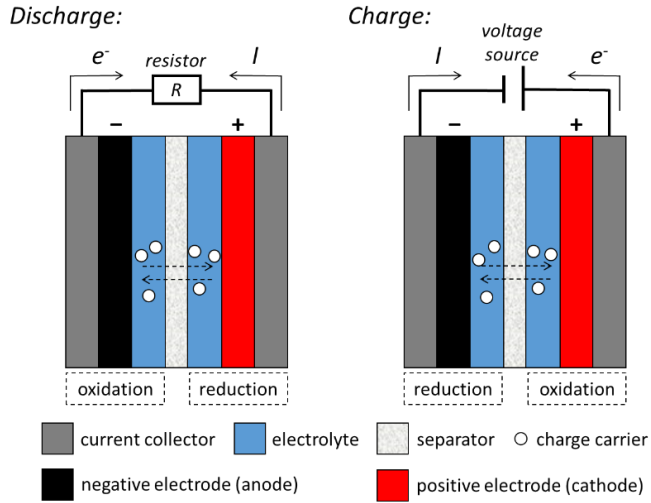 Discharge:
Charge:
e-
resistor
I
R
I
voltage
source
e-
–
+
–
+
oxidation
reduction
reduction
oxidation
current collector
electrolyte
separator
charge carrier
negative electrode (anode)
positive electrode (cathode)